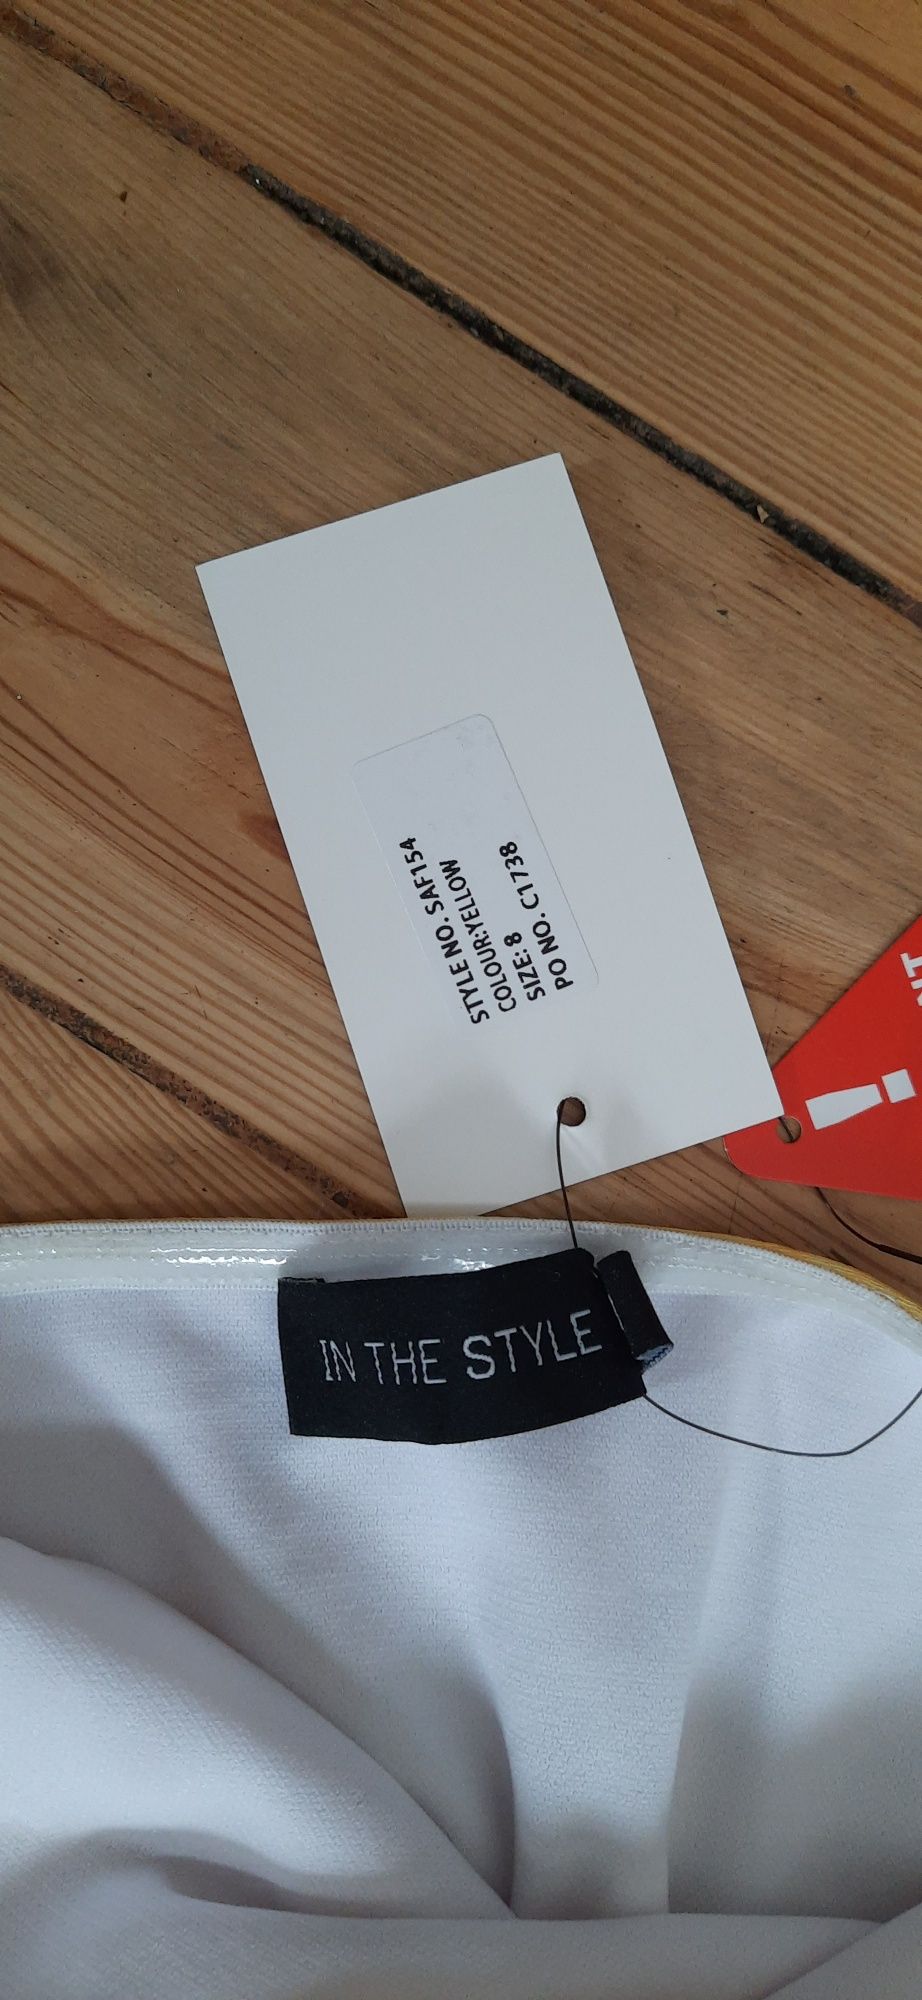 STYLE NO. SAF154
COLOUR:YELLOW
SIZE: 8
PO NO. C1738
!
IN THE STYLE